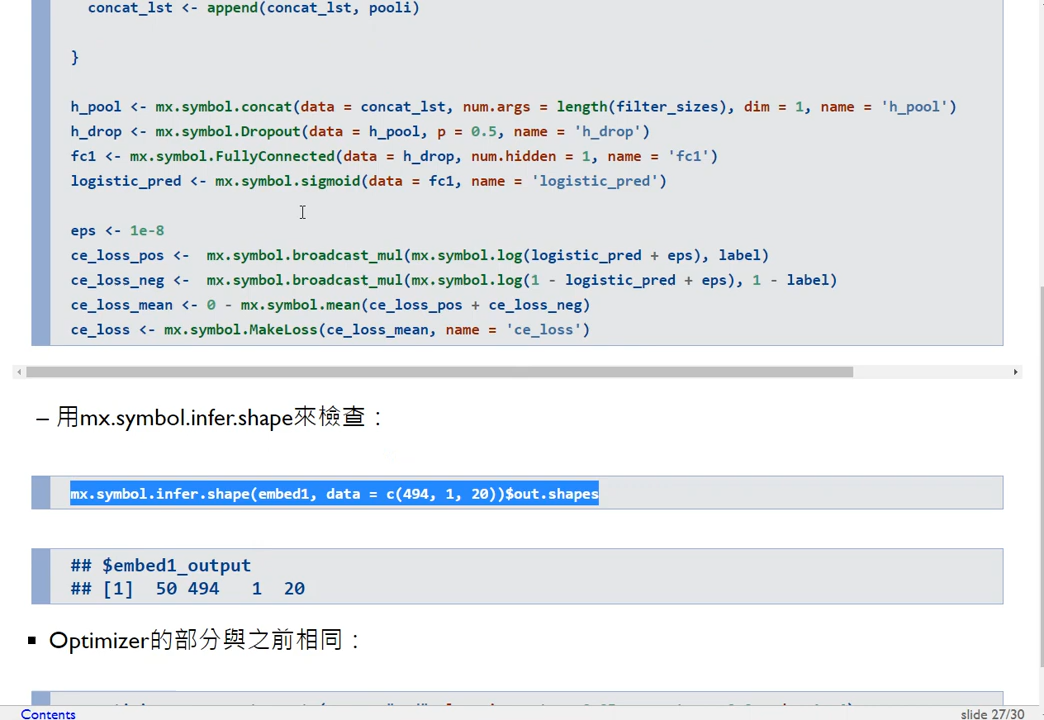 concat_lst <- append(concat_lst, pooli)
}
h_pool <- mx.symbol.concat(data = concat_lst, num.args = length(filter_sizes), dim = 1, name = 'h_pool')
h_drop <- mx.symbol.Dropout(data = h_pool, p = 0.5, name = 'h_drop')
fc1 <- mx.symbol.FullyConnected(data = h_drop, num.hidden = 1, name = 'fc1')
logistic_pred <- mx.symbol.sigmoid(data = fc1, name = 'logistic_pred')
eps <- 1e-8
ce_loss_pos <-  mx.symbol.broadcast_mul(mx.symbol.log(logistic_pred + eps), label)
ce_loss_neg <-  mx.symbol.broadcast_mul(mx.symbol.log(1 - logistic_pred + eps), 1 - label)
ce_loss_mean <- 0 - mx.symbol.mean(ce_loss_pos + ce_loss_neg)
ce_loss <- mx.symbol.MakeLoss(ce_loss_mean, name = 'ce_loss')
– 用mx.symbol.infer.shape來檢查：
mx.symbol.infer.shape(embed1, data = c(494, 1, 20))$out.shapes
## $embed1_output
## [1]  50 494   1  20
▪ Optimizer的部分與之前相同：
Contents
slide 27/30